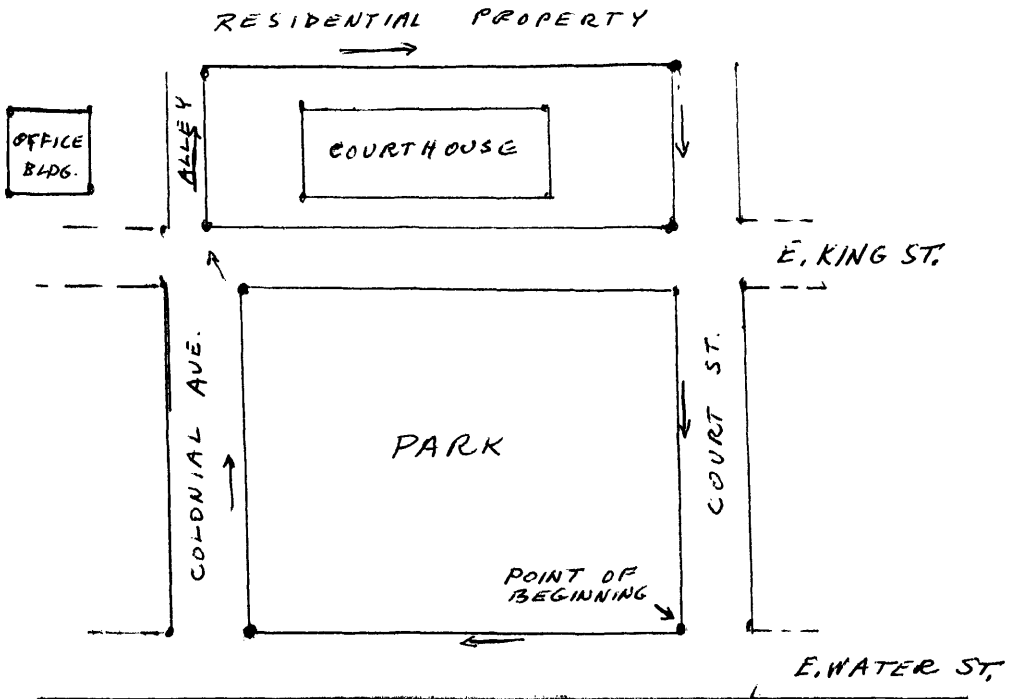 RESIDENTIAL PROPERTY
ALLEY
OFFICE
BLDG.
COURTHOUSE
E. KING ST.
COLONIAL AVE.
PARK
COURT ST.
POINT OF
BEGINNING
E. WATER ST.